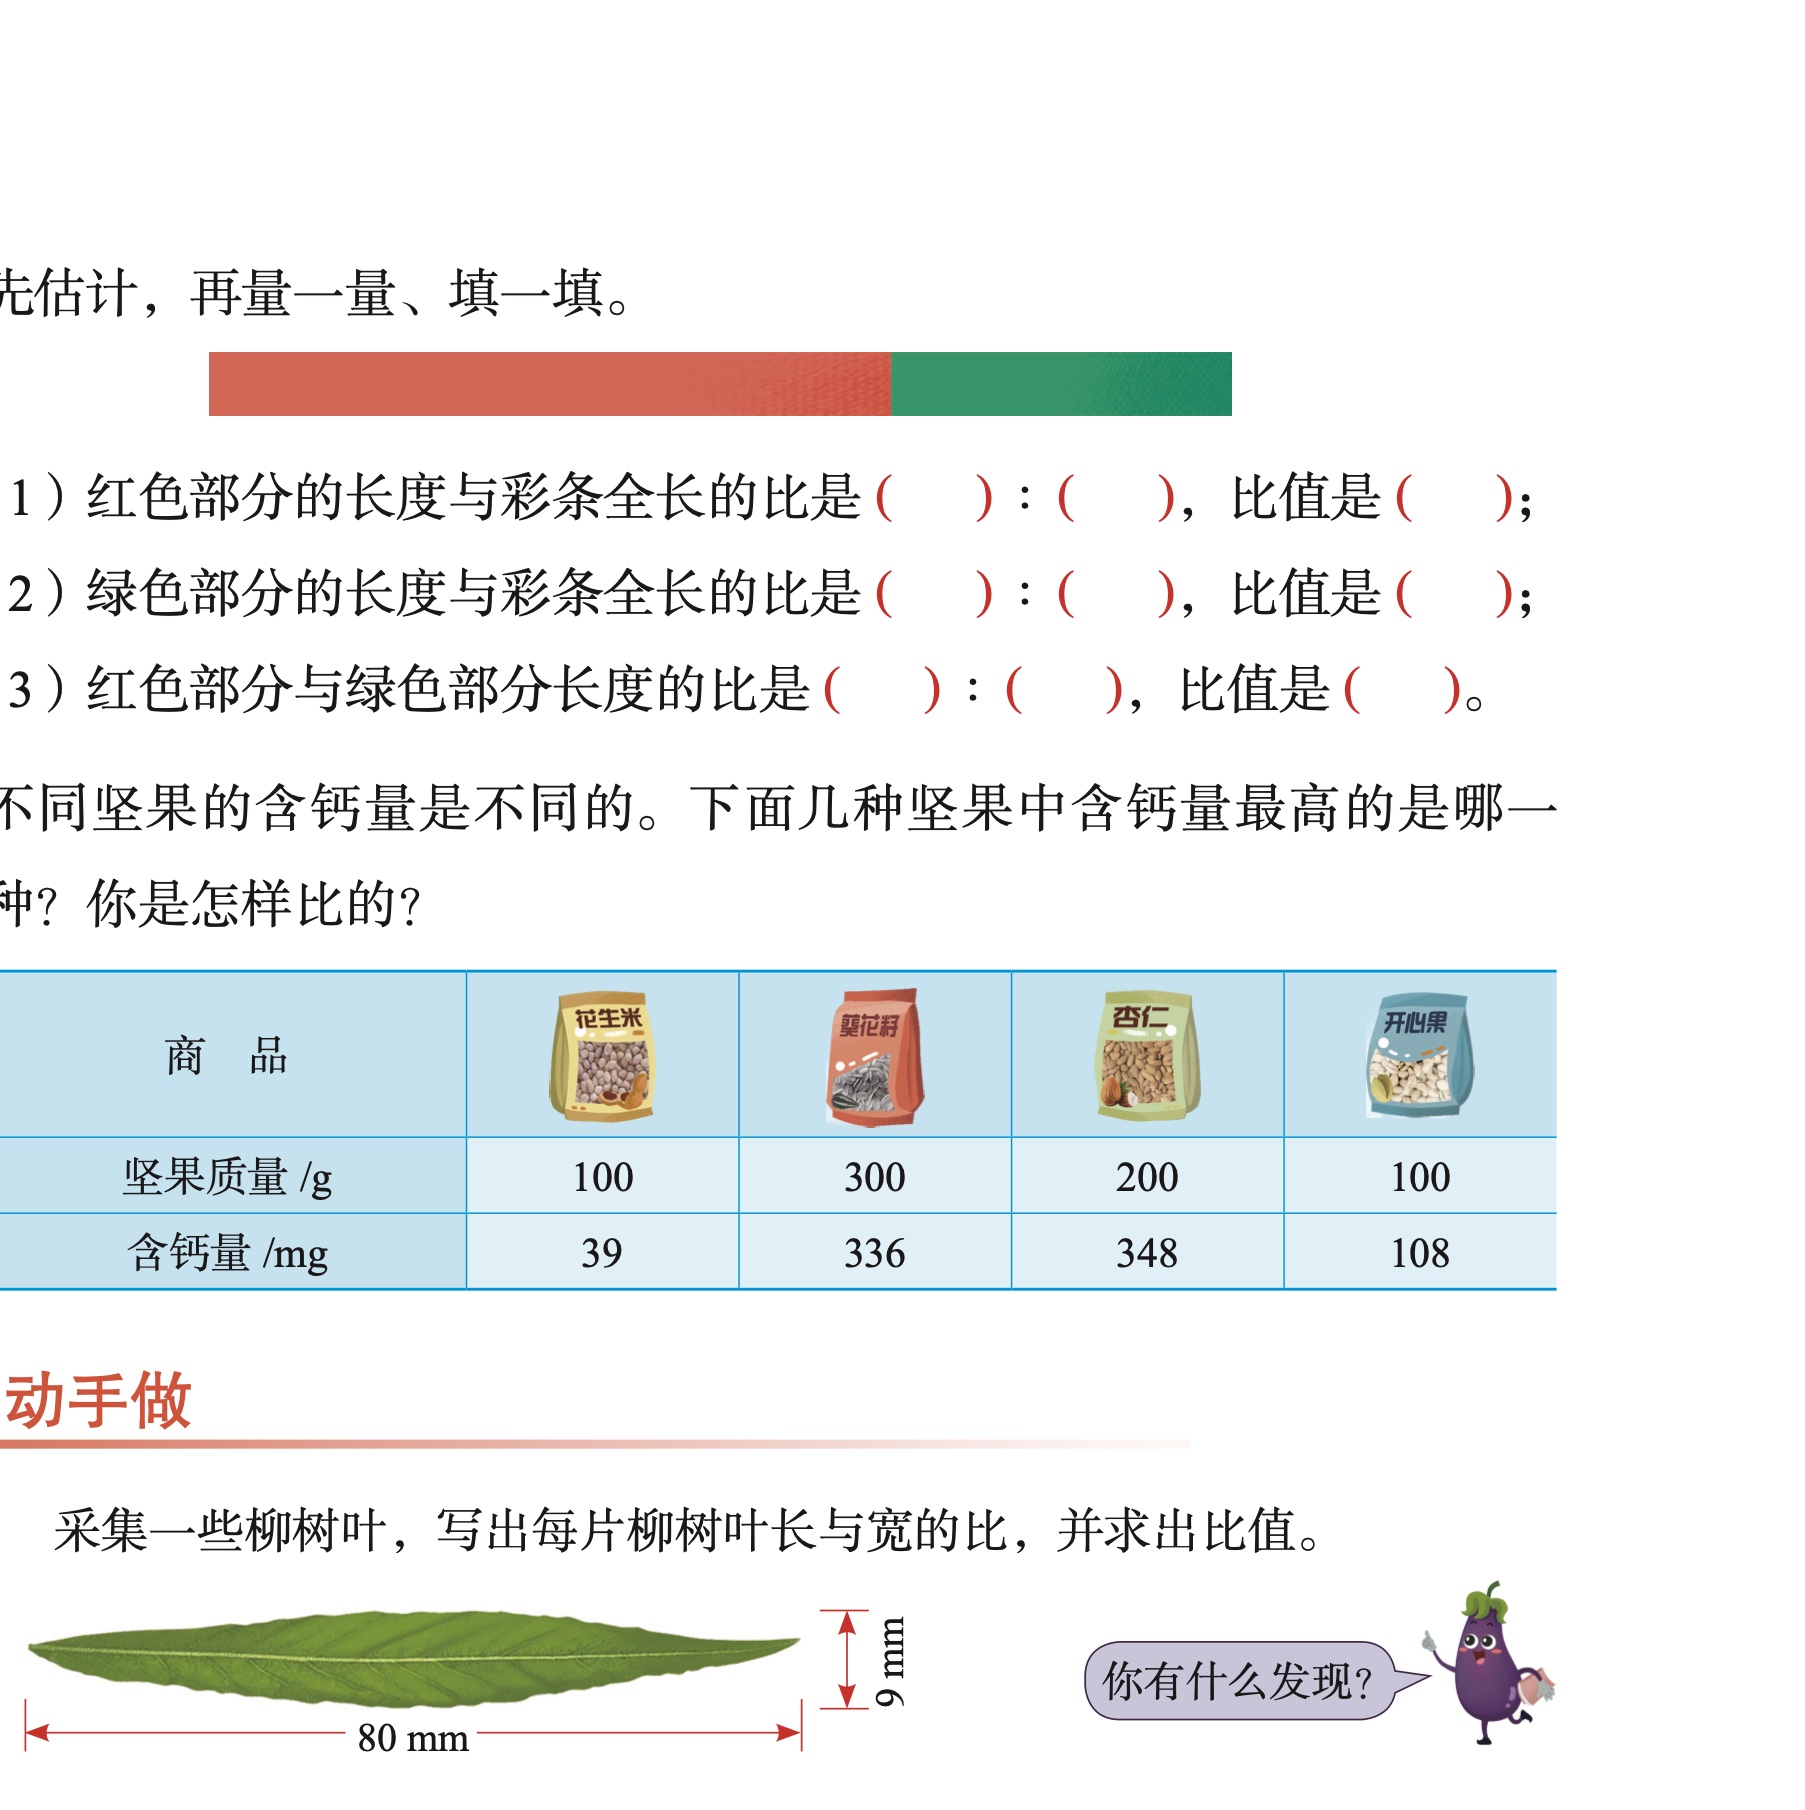 先估计，再量一量、填一填。
1）红色部分的长度与彩条全长的比是（　）：（　），比值是（　）；
2）绿色部分的长度与彩条全长的比是（　）：（　），比值是（　）；
3）红色部分与绿色部分长度的比是（　）：（　），比值是（　）。
不同坚果的含钙量是不同的。下面几种坚果中含钙量最高的是哪一
种？你是怎样比的？
商　品 花生米 葵花籽 杏仁 开心果
坚果质量 /g 100 300 200 100
含钙量 /mg 39 336 348 108
动手做
采集一些柳树叶，写出每片柳树叶长与宽的比，并求出比值。
9 mm
你有什么发现？
80 mm